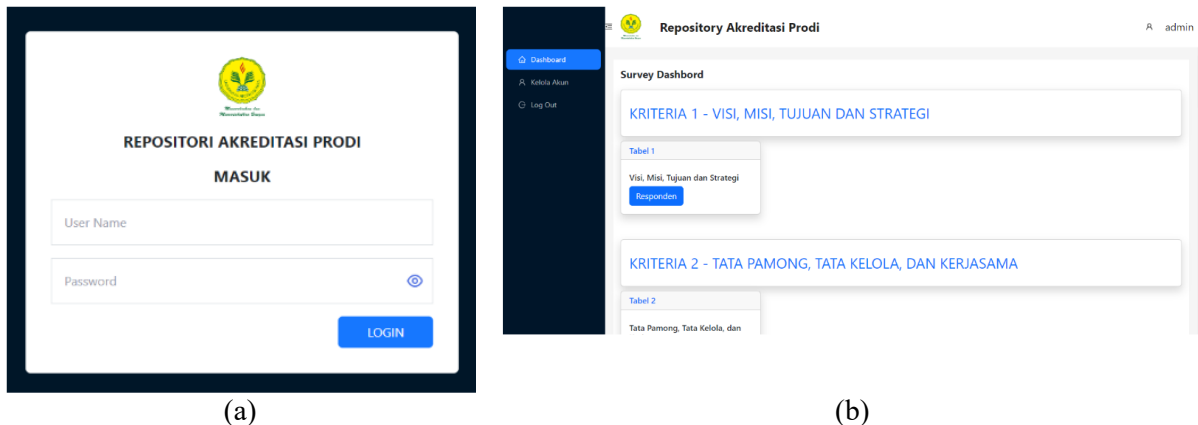 REPOSITORI AKREDITASI PRODI
MASUK
User Name
Password
LOGIN
(a)
Repository Akreditasi Prodi
admin
Dashboard
Kelola Akun
Log Out
Survey Dashbord
KRITERIA 1 - VISI, MISI, TUJUAN DAN STRATEGI
Tabel 1
Visi, Misi, Tujuan dan Strategi
Responden
KRITERIA 2 - TATA PAMONG, TATA KELOLA, DAN KERJASAMA
Tabel 2
Tata Pamong, Tata Kelola, dan
(b)